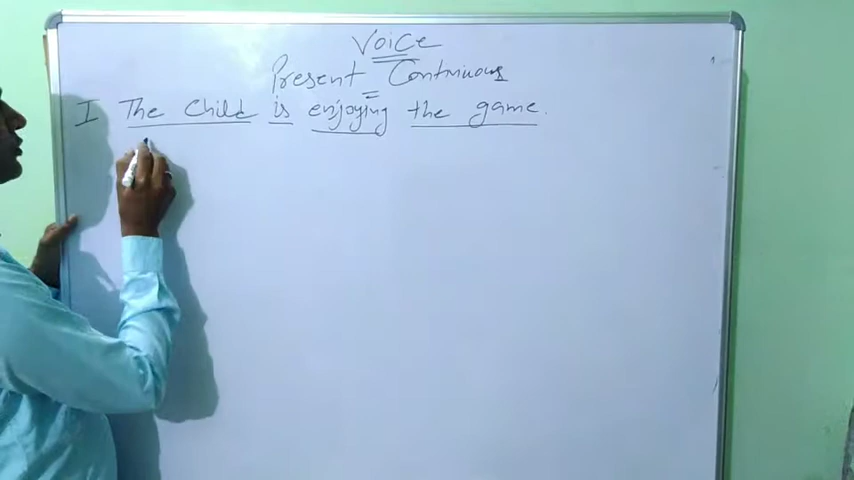 Voice
Present Continuous
I The Child is enjoying the game.